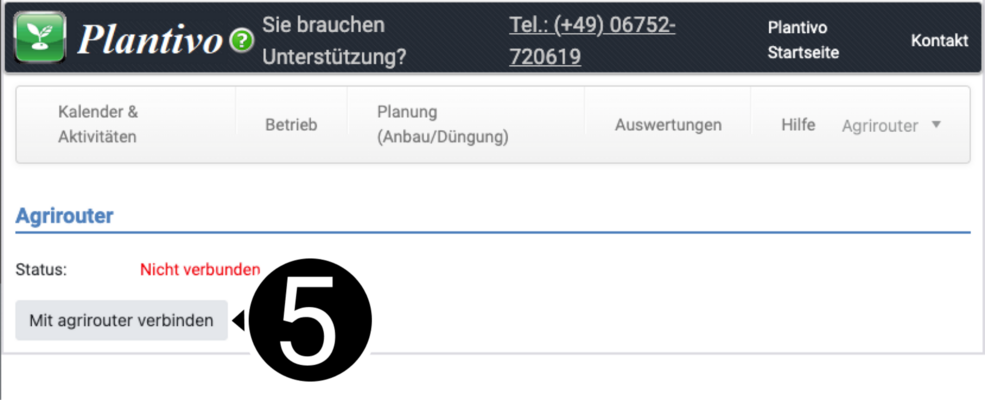 Plantivo
?
Sie brauchen
Unterstützung?
Tel.: (+49) 06752-
720619
Plantivo
Startseite
Kontakt
Kalender &
Aktivitäten
Betrieb
Planung
(Anbau/Düngung)
Auswertungen
Hilfe
Agrirouter
Agrirouter
Status: Nicht verbunden
Mit agrirouter verbinden
5